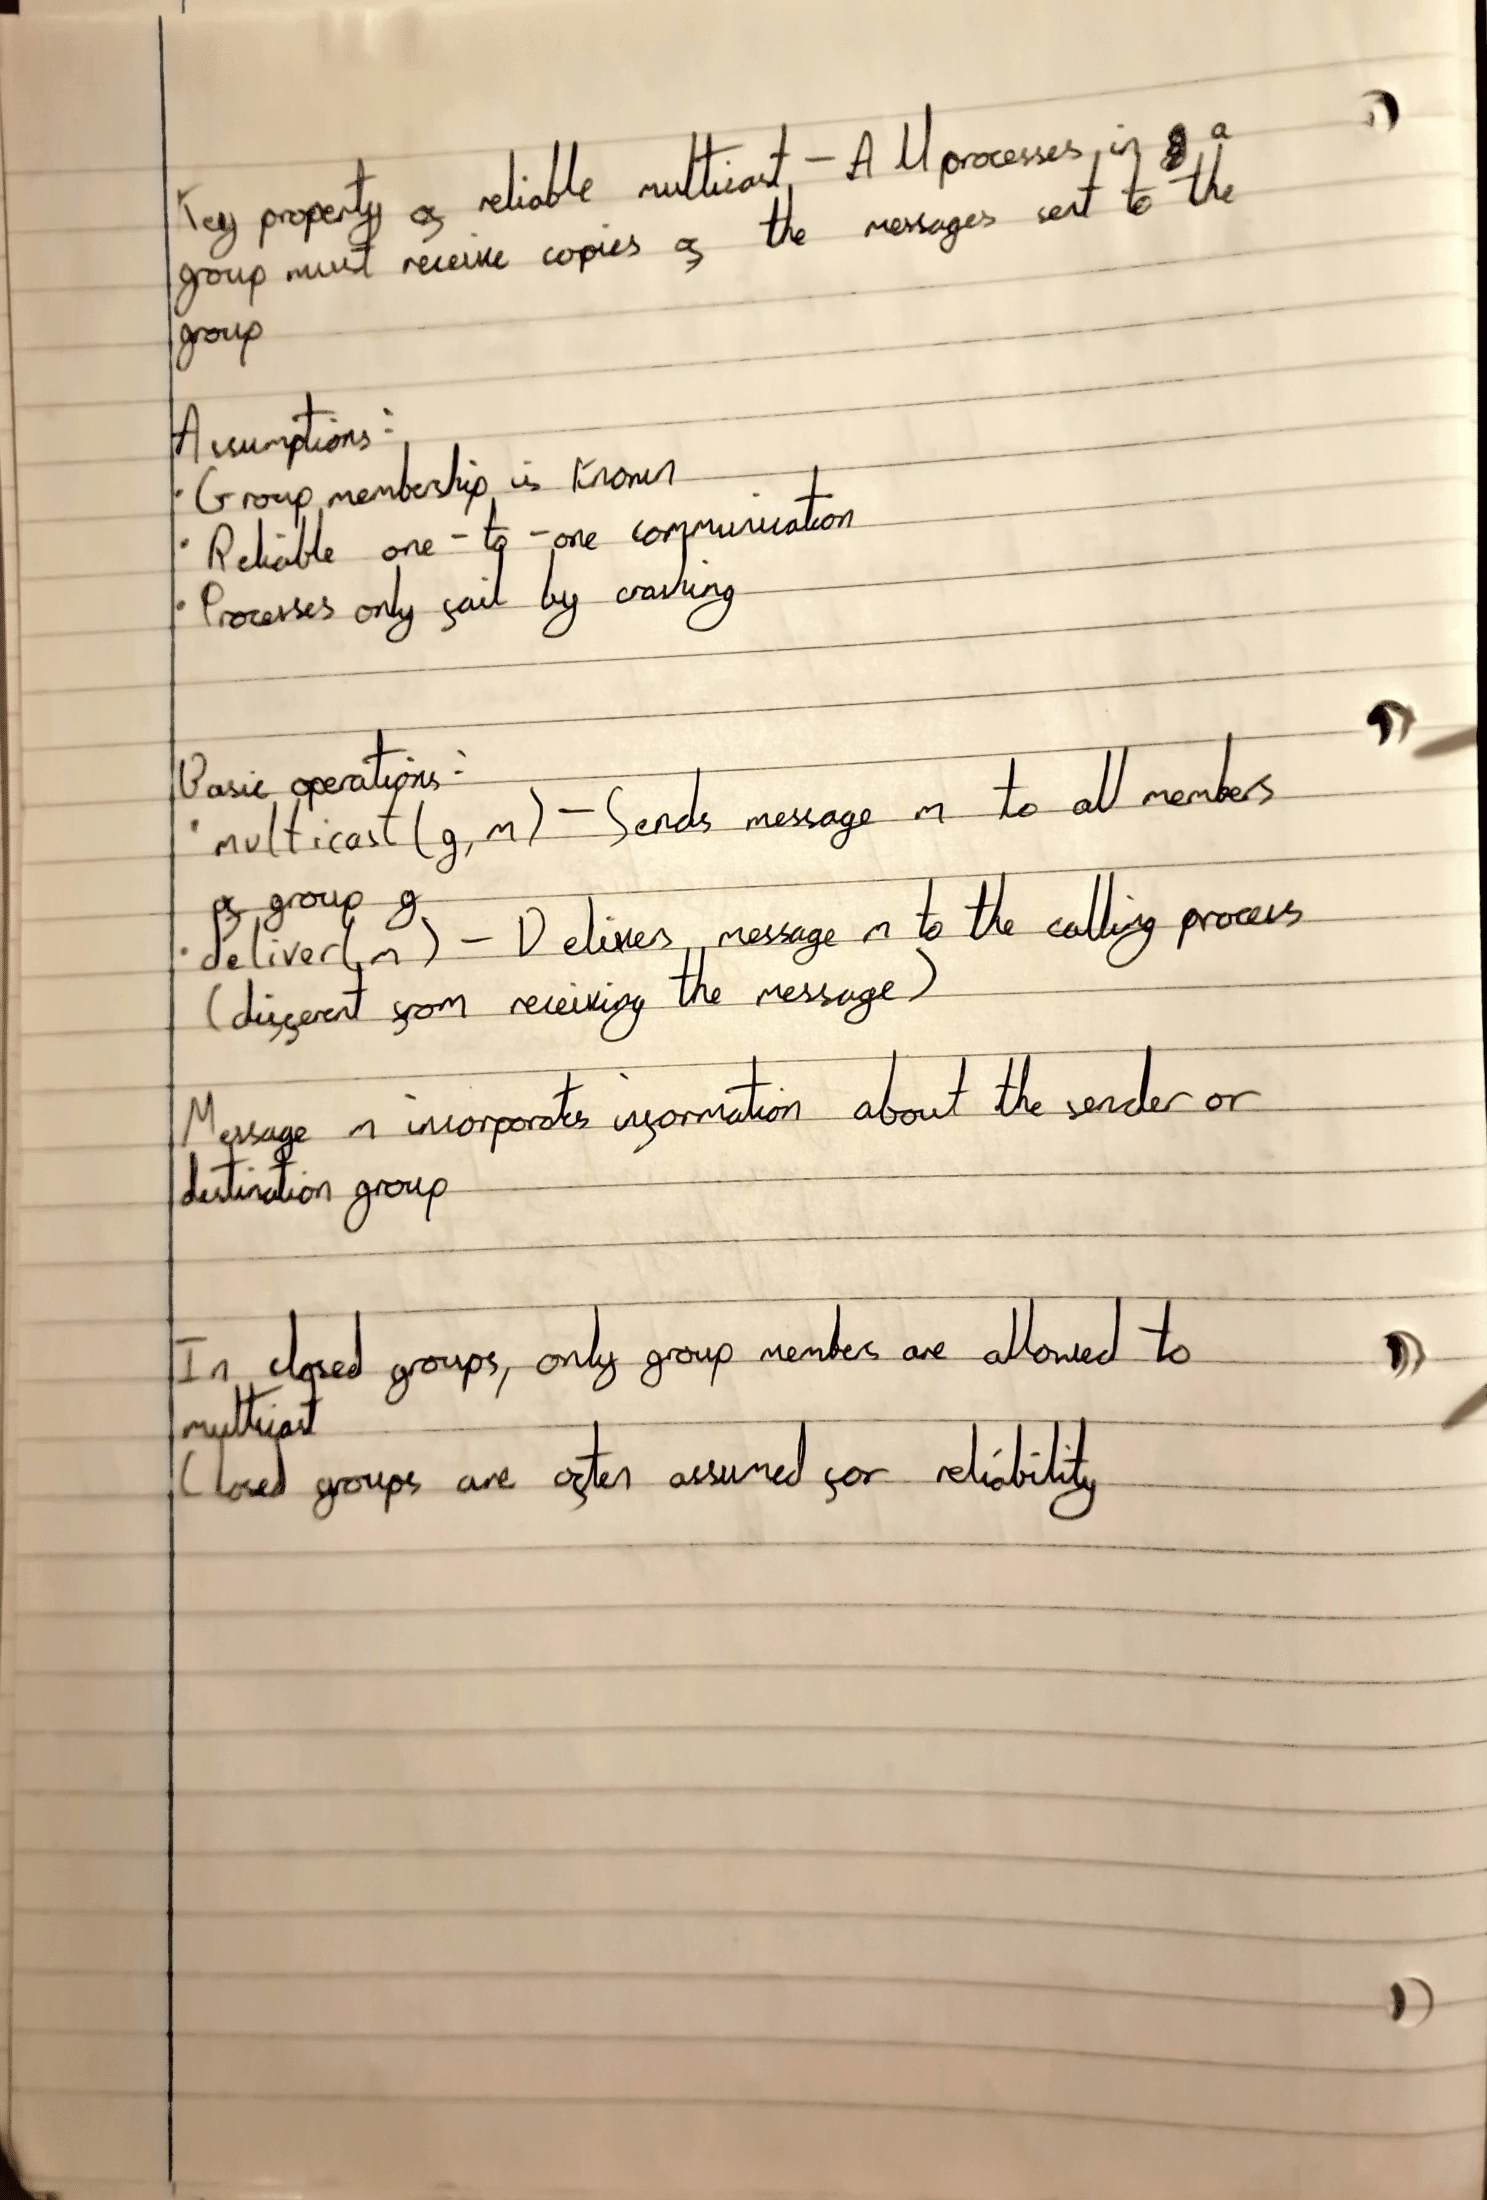 Key property of reliable multicast - All processes in a
group must receive copies of the messages sent to the
group
Assumptions:
· Group membership is known
· Reliable one-to-one communication
· Processes only fail by crashing
Basic operations:
· multicast(g, m) - Sends message m to all members
of group g
· deliver(m) - Delivers message m to the calling process
(different from receiving the message)
Message m incorporates information about the sender or
destination group
In closed groups, only group members are allowed to
multicast
Closed groups are often assumed for reliability